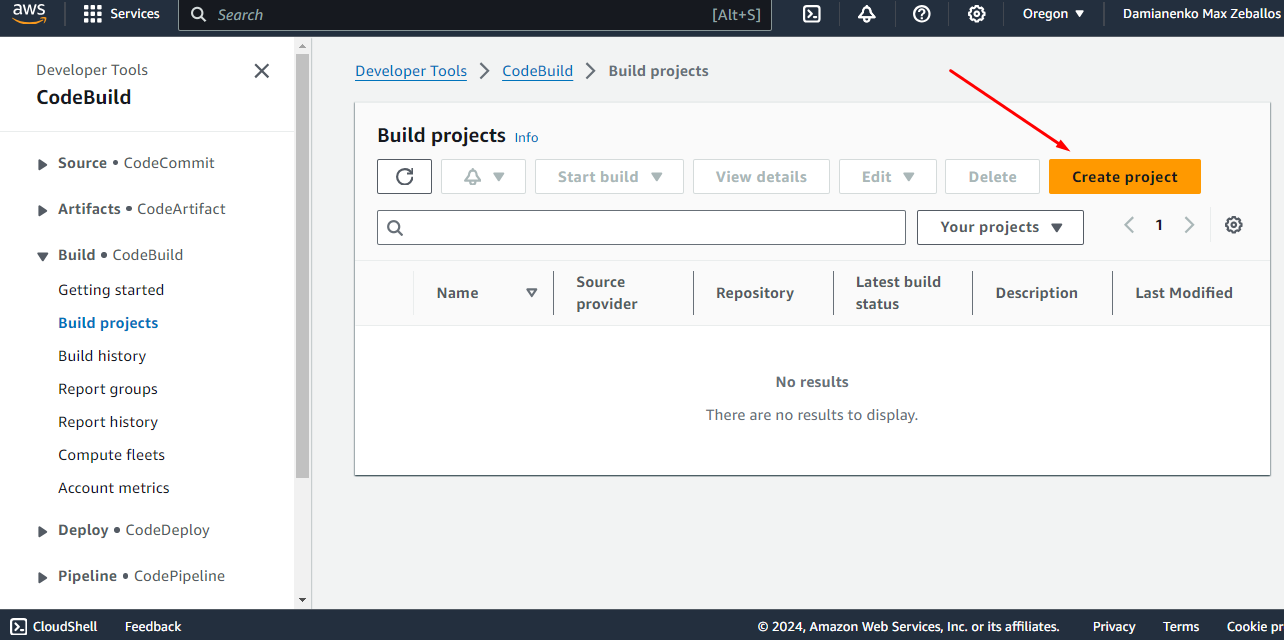 aws
Services
Search
[Alt+S]
Oregon
Damianenko Max Zeballos
Developer Tools
CodeBuild
Source • CodeCommit
Artifacts • CodeArtifact
Build • CodeBuild
Getting started
Build projects
Build history
Report groups
Report history
Compute fleets
Account metrics
Deploy • CodeDeploy
Pipeline • CodePipeline
Developer Tools
CodeBuild
Build projects
Build projects Info
Start build
View details
Edit
Delete
Create project
Your projects
1
Name
Source
provider
Repository
Latest build
status
Description
Last Modified
No results
There are no results to display.
CloudShell
Feedback
© 2024, Amazon Web Services, Inc. or its affiliates.
Privacy
Terms
Cookie pr